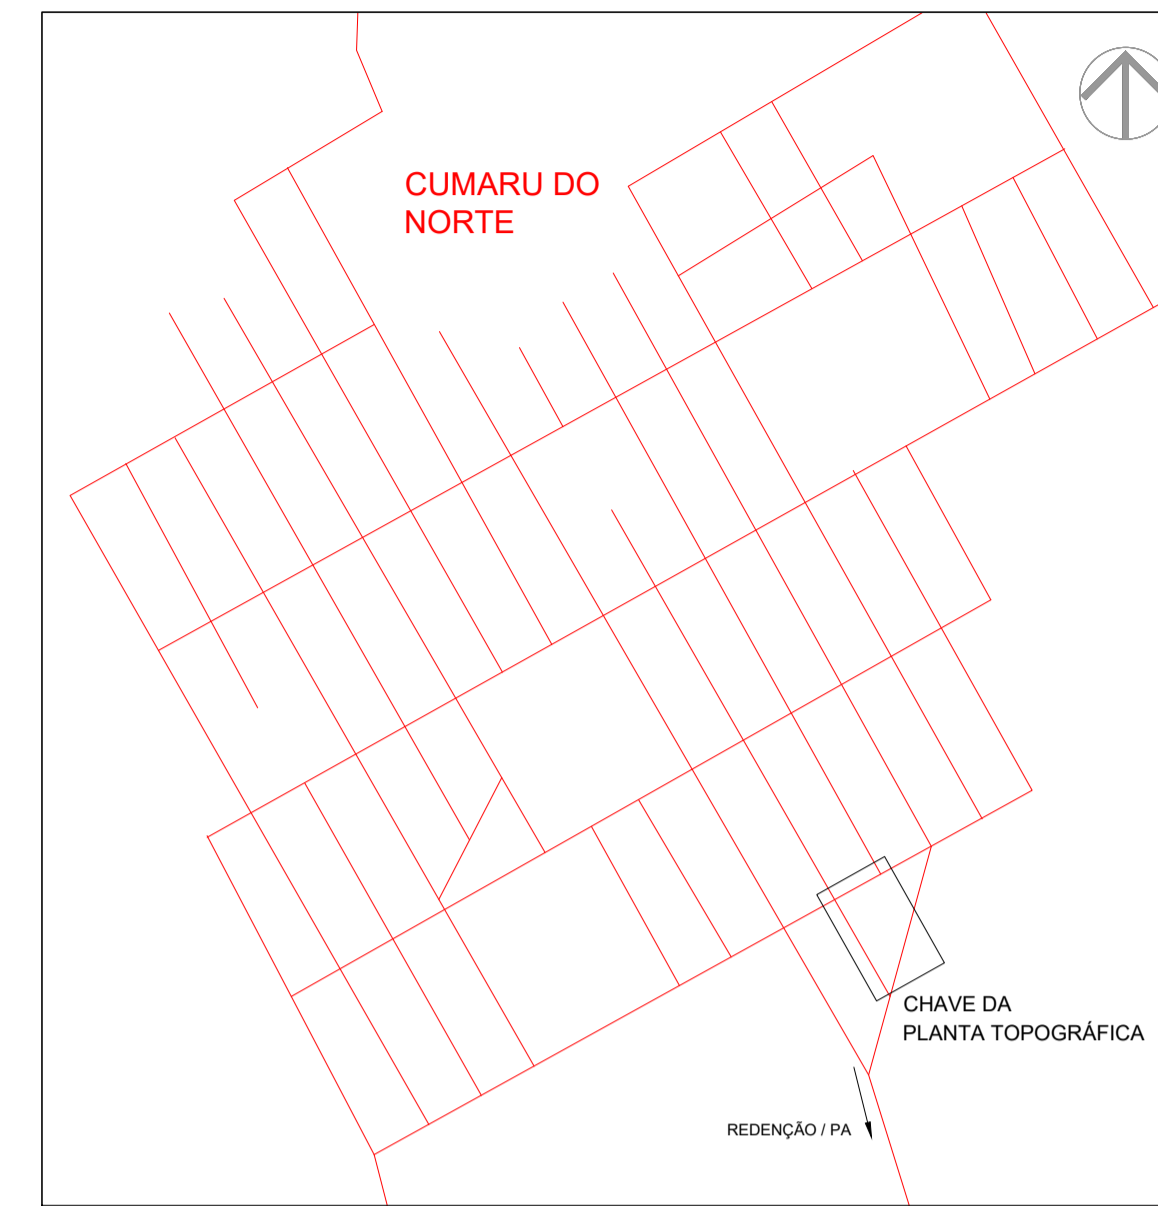 CUMARU DO
NORTE
CHAVE DA
PLANTA TOPOGRÁFICA
REDENÇÃO / PA